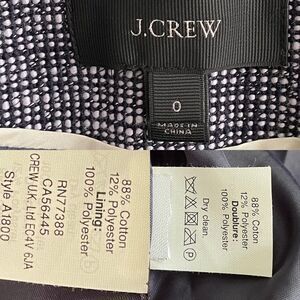 J.CREW
0
MADE IN
CHINA
88% Cotton
12% Polyester
Lining:
100% Polyester
RN77388
CA56445
CREW U.K. Ltd EC4V 6JA
Style A1800
88% Coton
12% Polyester
Doublure:
100% Polyester
Dry clean.
P